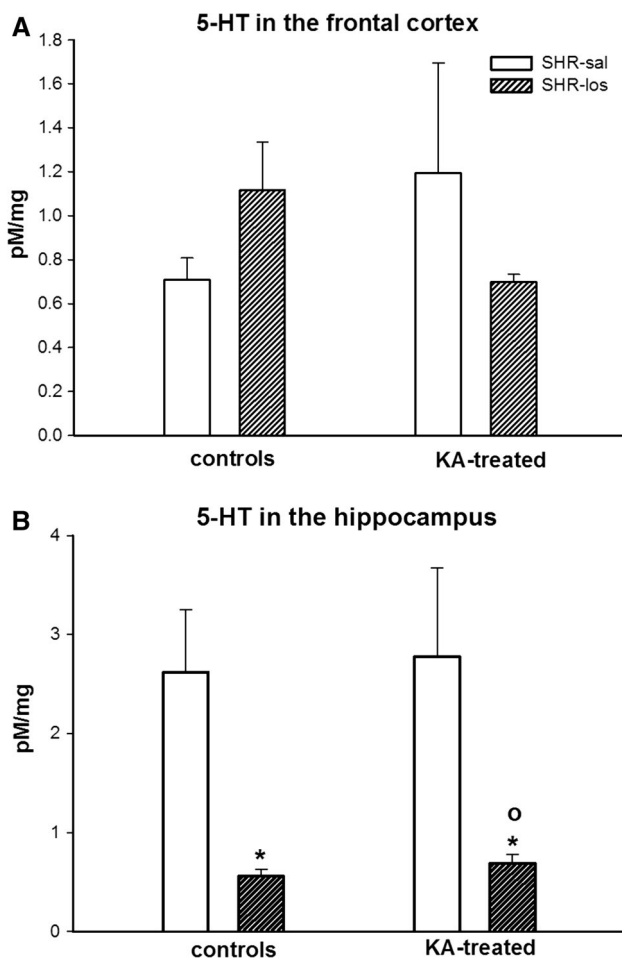 A
5-HT in the frontal cortex
1.8
1.6
1.4
1.2
1.0
0.8
0.6
0.4
0.2
0.0
pM/mg
SHR-sal
SHR-los
controls
KA-treated
B
5-HT in the hippocampus
4
3
2
1
0
pM/mg
*
o
*
controls
KA-treated